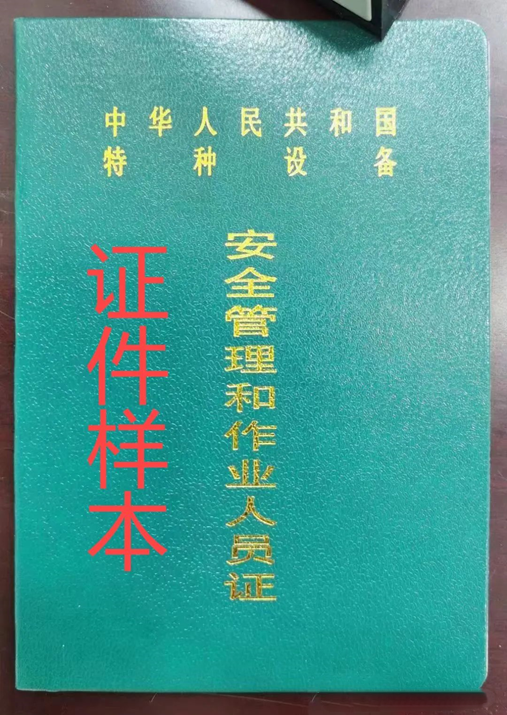 中华人民共和国
特种设备
安全管理和作业人员证
证件样本